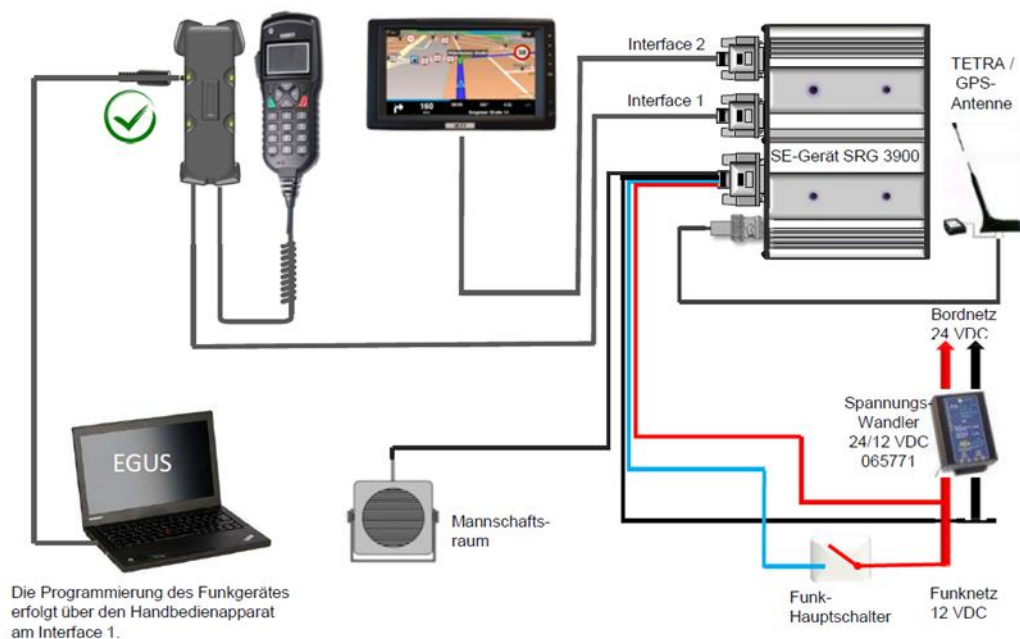 Interface 2
Interface 1
TETRA /
GPS-
Antenne
SE-Gerät SRG 3900
160
50
Bordnetz
24 VDC
Spannungs-
Wandler
24/12 VDC
065771
EGUS
Mannschafts-
raum
Funk-
Hauptschalter
Funknetz
12 VDC
Die Programmierung des Funkgerätes
erfolgt über den Handbedienapparat
am Interface 1.